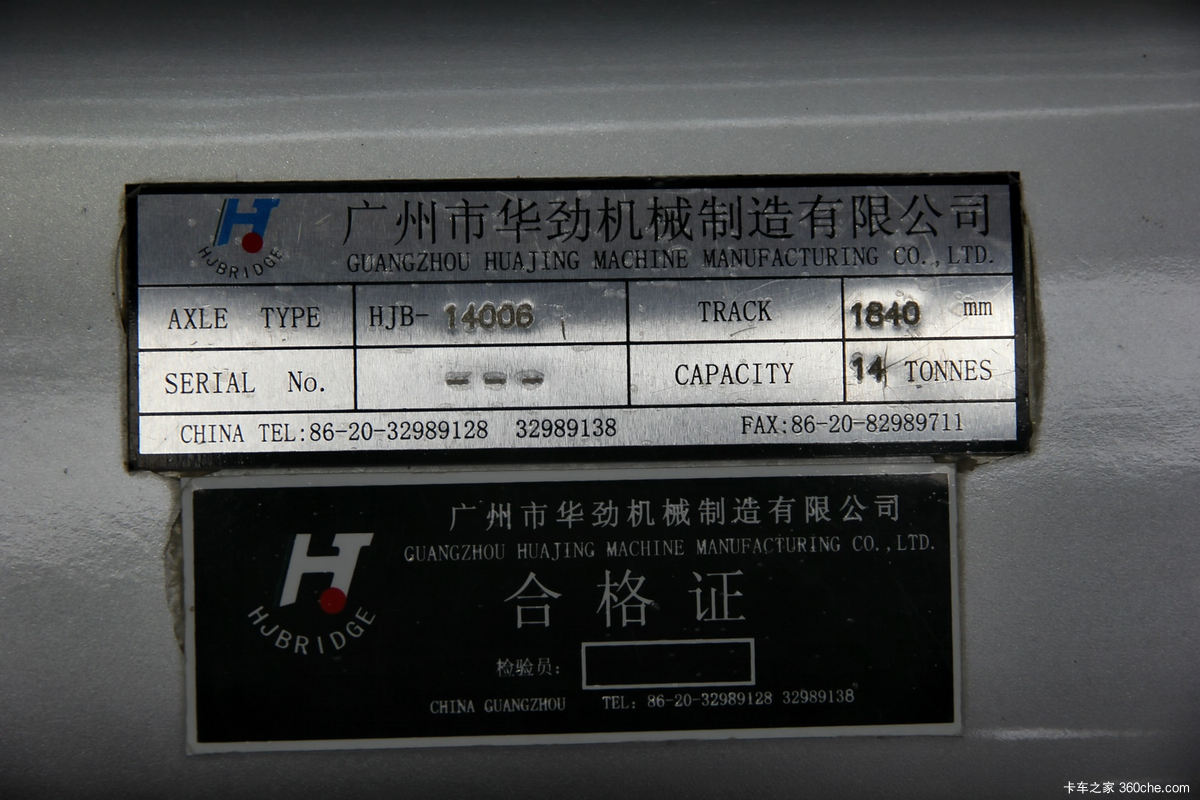 广州市华劲机械制造有限公司
HJBRIDGE
GUANGZHOU HUAJING MACHINE MANUFACTURING CO.,LTD.
AXLE TYPE HJB-14006 TRACK 1840 mm
SERIAL No. --- CAPACITY 14 TONNES
CHINA TEL:86-20-32989128 32989138 FAX:86-20-82989711
广州市华劲机械制造有限公司
GUANGZHOU HUAJING MACHINE MANUFACTURING CO.,LTD.
HJBRIDGE
合格证
检验员:
CHINA GUANGZHOU TEL: 86-20-32989128 32989138
卡车之家 360che.com